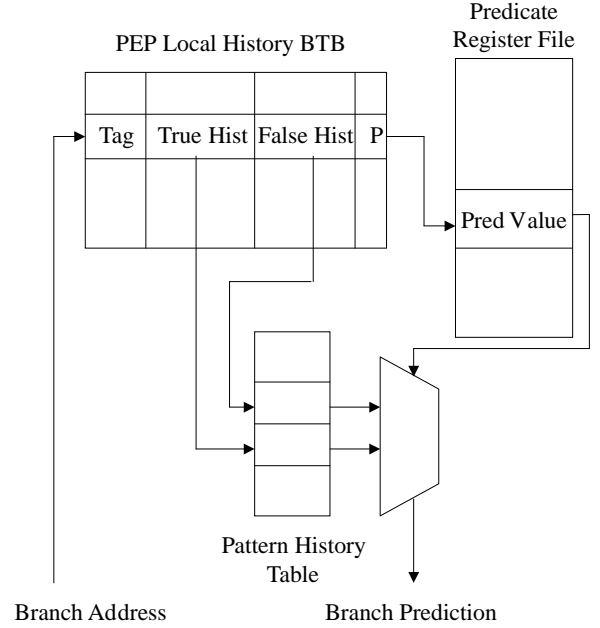 Predicate
Register File
PEP Local History BTB
Tag True Hist False Hist P
Pred Value
Pattern History
Table
Branch Address Branch Prediction